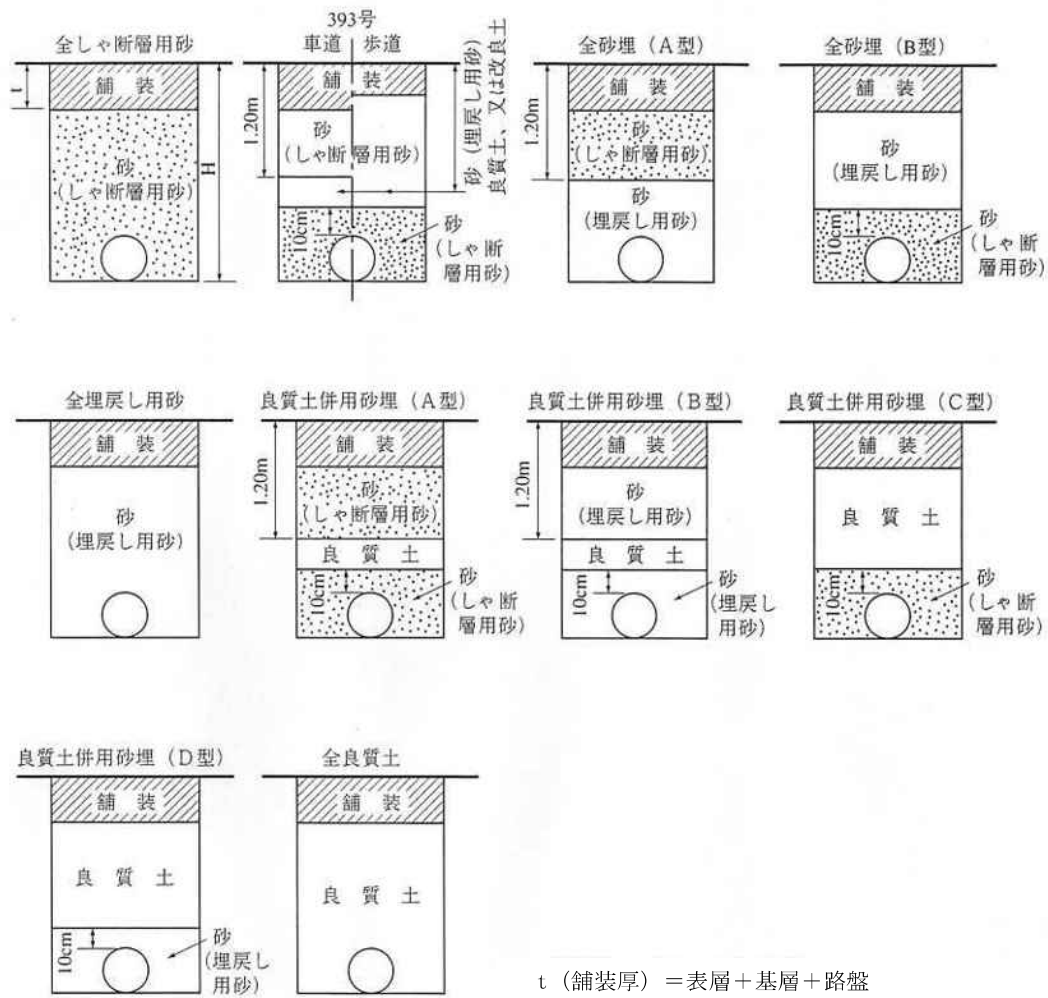 全しゃ断層用砂
舗装
t
砂
(しゃ断層用砂)
H
393号
車道 歩道
舗装
1.20m
砂
(しゃ断層用砂)
10cm
砂
(しゃ断
層用砂)
砂(埋戻し用砂)
良質土、又は改良土
全砂埋(A型)
舗装
1.20m
砂
(しゃ断層用砂)
砂
(埋戻し用砂)
全砂埋(B型)
舗装
砂
(埋戻し用砂)
10cm
砂
(しゃ断
層用砂)
全埋戻し用砂
舗装
砂
(埋戻し用砂)
良質土併用砂埋(A型)
舗装
1.20m
砂
(しゃ断層用砂)
良質土
10cm
砂
(しゃ断
層用砂)
良質土併用砂埋(B型)
舗装
1.20m
砂
(埋戻し用砂)
良質土
10cm
砂
(埋戻し
用砂)
良質土併用砂埋(C型)
舗装
良質土
10cm
砂
(しゃ断
層用砂)
良質土併用砂埋(D型)
舗装
良質土
10cm
砂
(埋戻し
用砂)
全良質土
舗装
良質土
t(舗装厚)=表層+基層+路盤